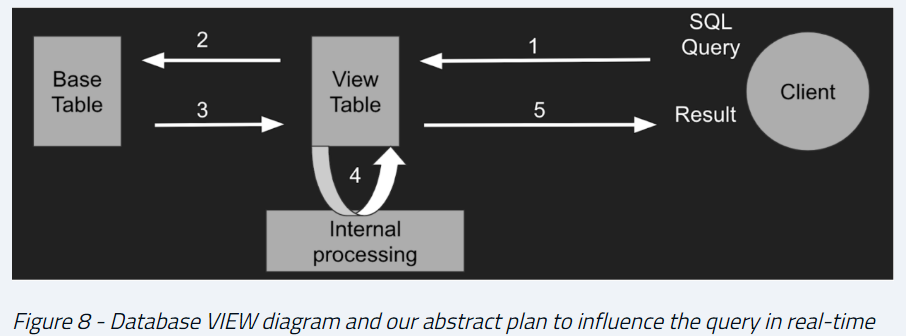 SQL
Query
1
2
Base
Table
View
Table
Client
3
5
Result
4
Internal
processing
Figure 8 - Database VIEW diagram and our abstract plan to influence the query in real-time